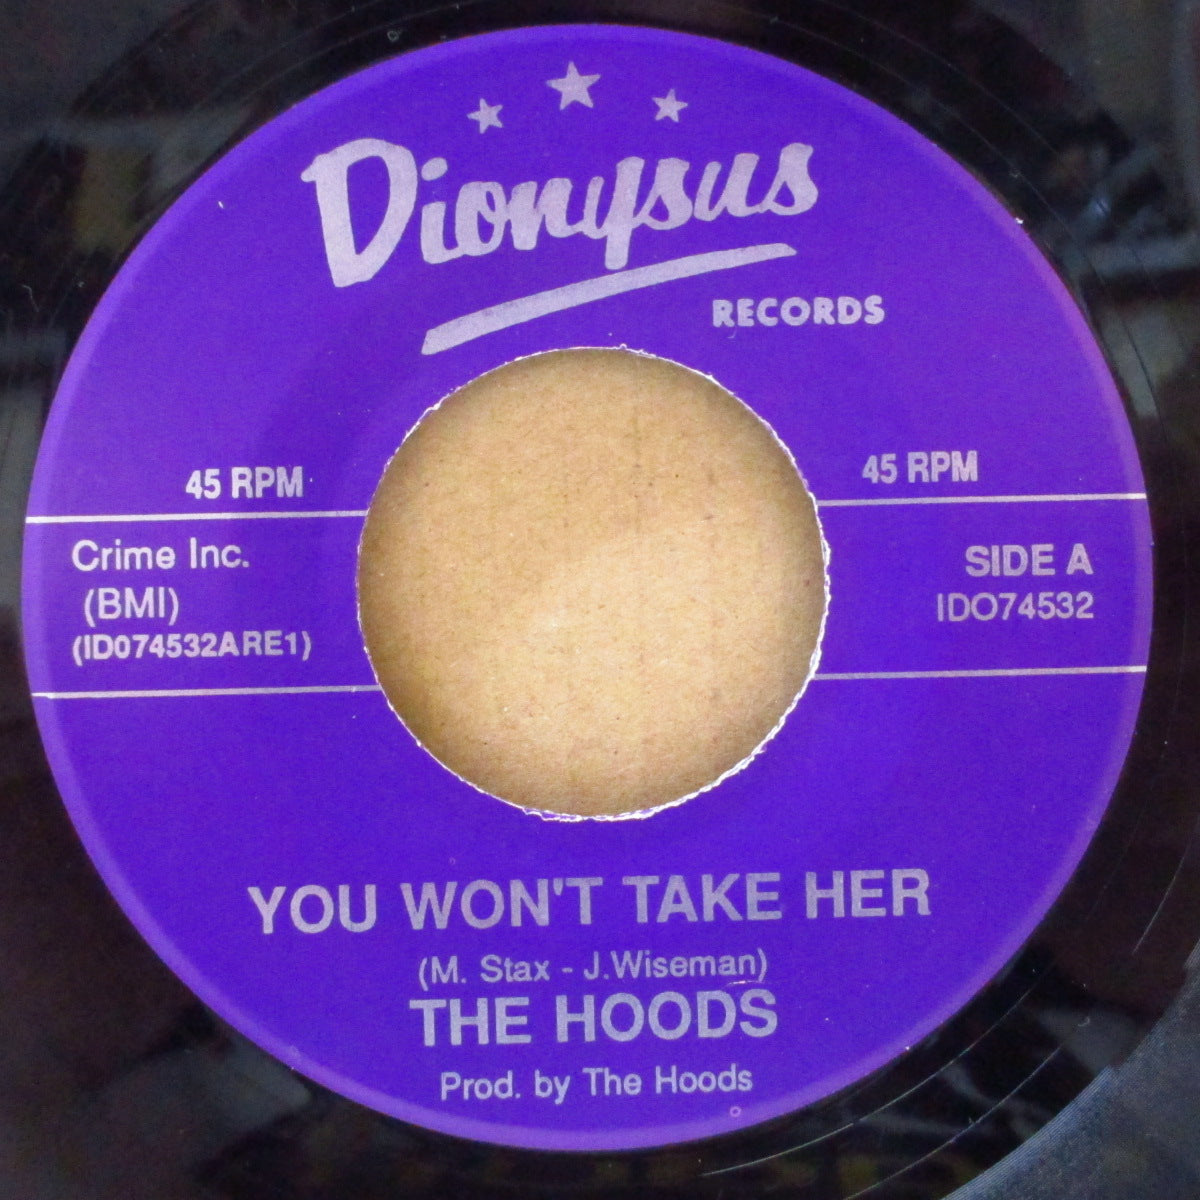 Dionysus
RECORDS
45 RPM
45 RPM
Crime Inc.
(BMI)
(ID074532ARE1)
SIDE A
IDO74532
YOU WON'T TAKE HER
(M. Stax - J.Wiseman)
THE HOODS
Prod. by The Hoods